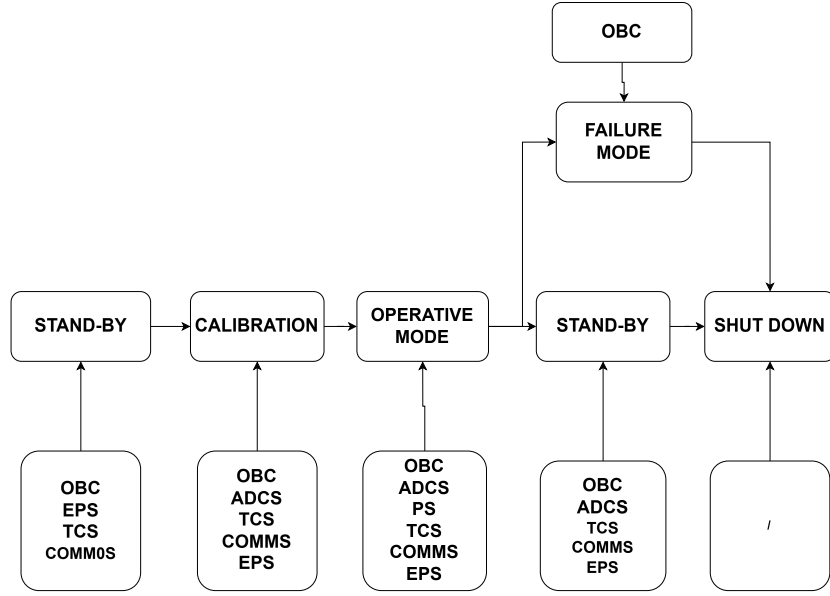 OBC
FAILURE
MODE
STAND-BY
CALIBRATION
OPERATIVE
MODE
STAND-BY
SHUT DOWN
OBC
EPS
TCS
COMM0S
OBC
ADCS
TCS
COMMS
EPS
OBC
ADCS
PS
TCS
COMMS
EPS
OBC
ADCS
TCS
COMMS
EPS
/